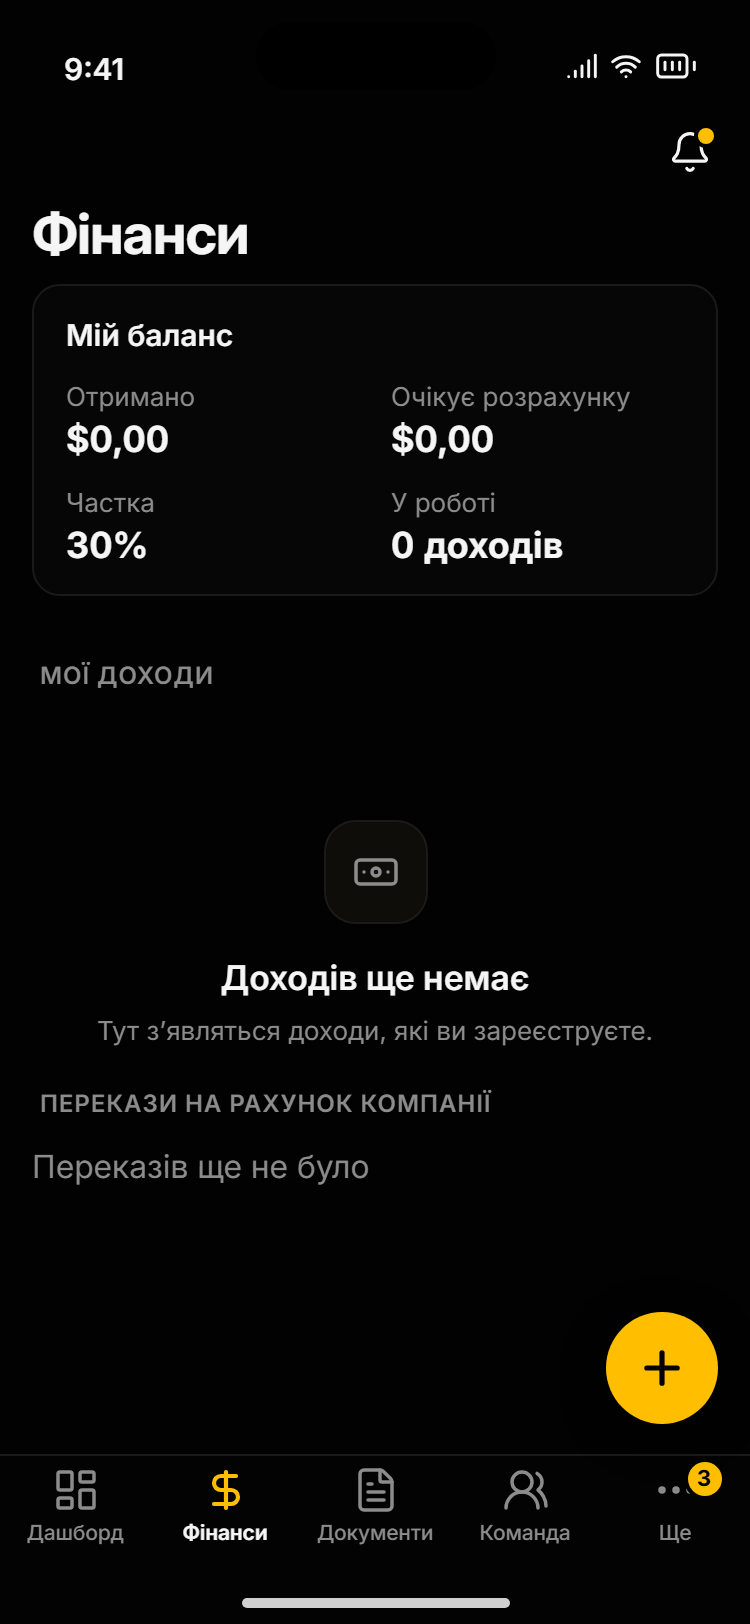 9:41
Фінанси
Мій баланс
Отримано
Очікує розрахунку
$0,00
$0,00
Частка
У роботі
30%
0 доходів
МОЇ ДОХОДИ
Доходів ще немає
Тут зʼявляться доходи, які ви зареєструєте.
ПЕРЕКАЗИ НА РАХУНОК КОМПАНІЇ
Переказів ще не було
3
Дашборд
Фінанси
Документи
Команда
Ще